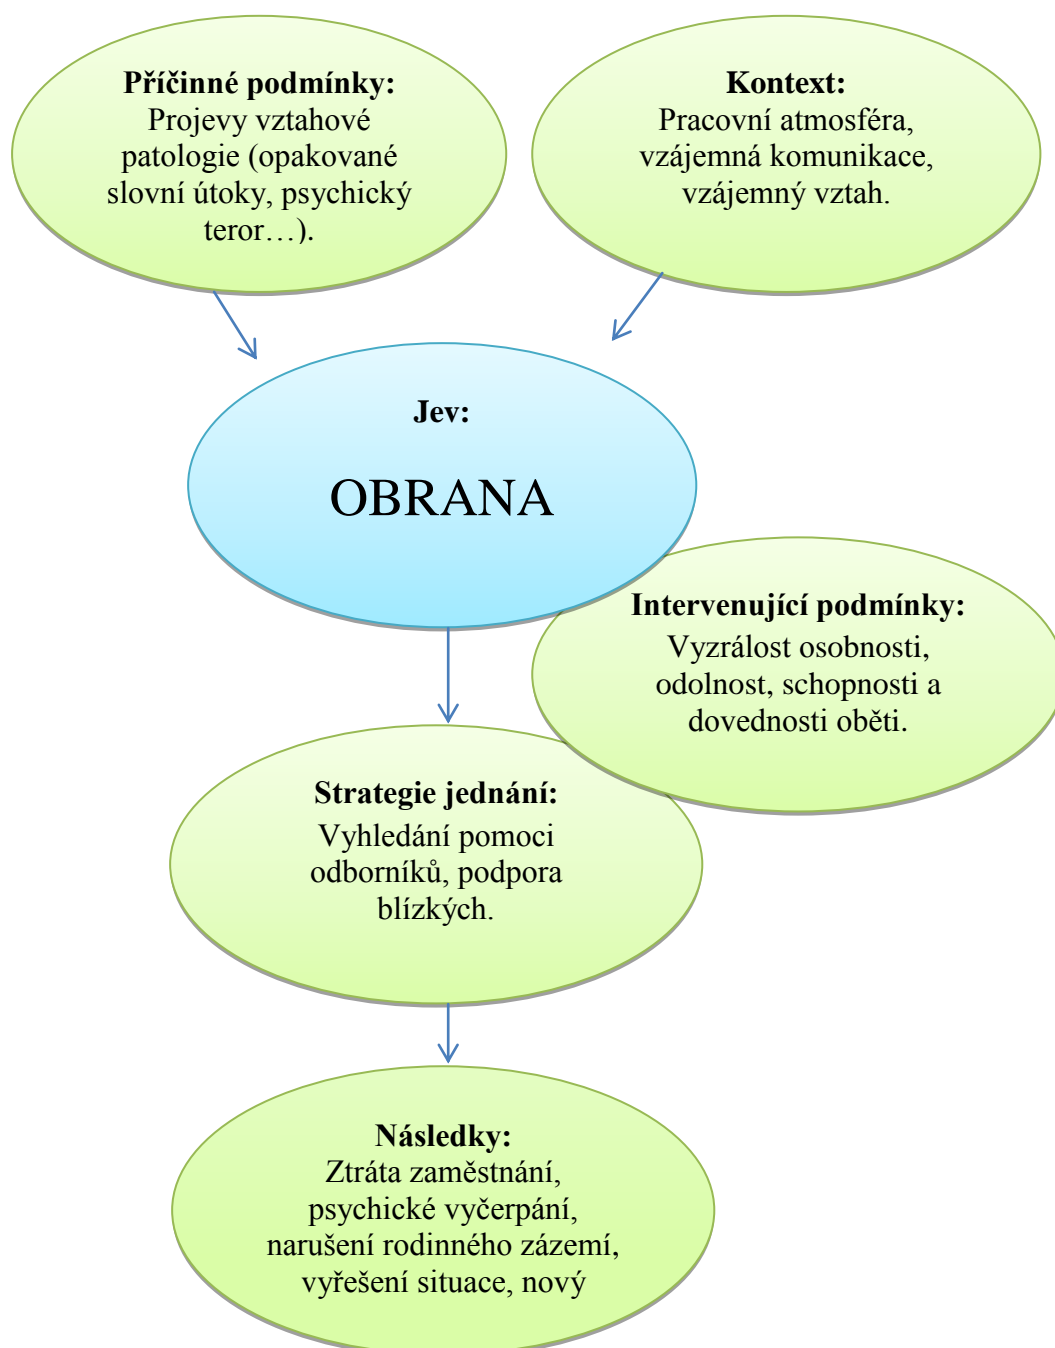 Příčinné podmínky:
Projevy vztahové
patologie (opakované
slovní útoky, psychický
teror…).
Kontext:
Pracovní atmosféra,
vzájemná komunikace,
vzájemný vztah.
Jev:
OBRANA
Intervenující podmínky:
Vyzrálost osobnosti,
odolnost, schopnosti a
dovednosti oběti.
Strategie jednání:
Vyhledání pomoci
odborníků, podpora
blízkých.
Následky:
Ztráta zaměstnání,
psychické vyčerpání,
narušení rodinného zázemí,
vyřešení situace, nový